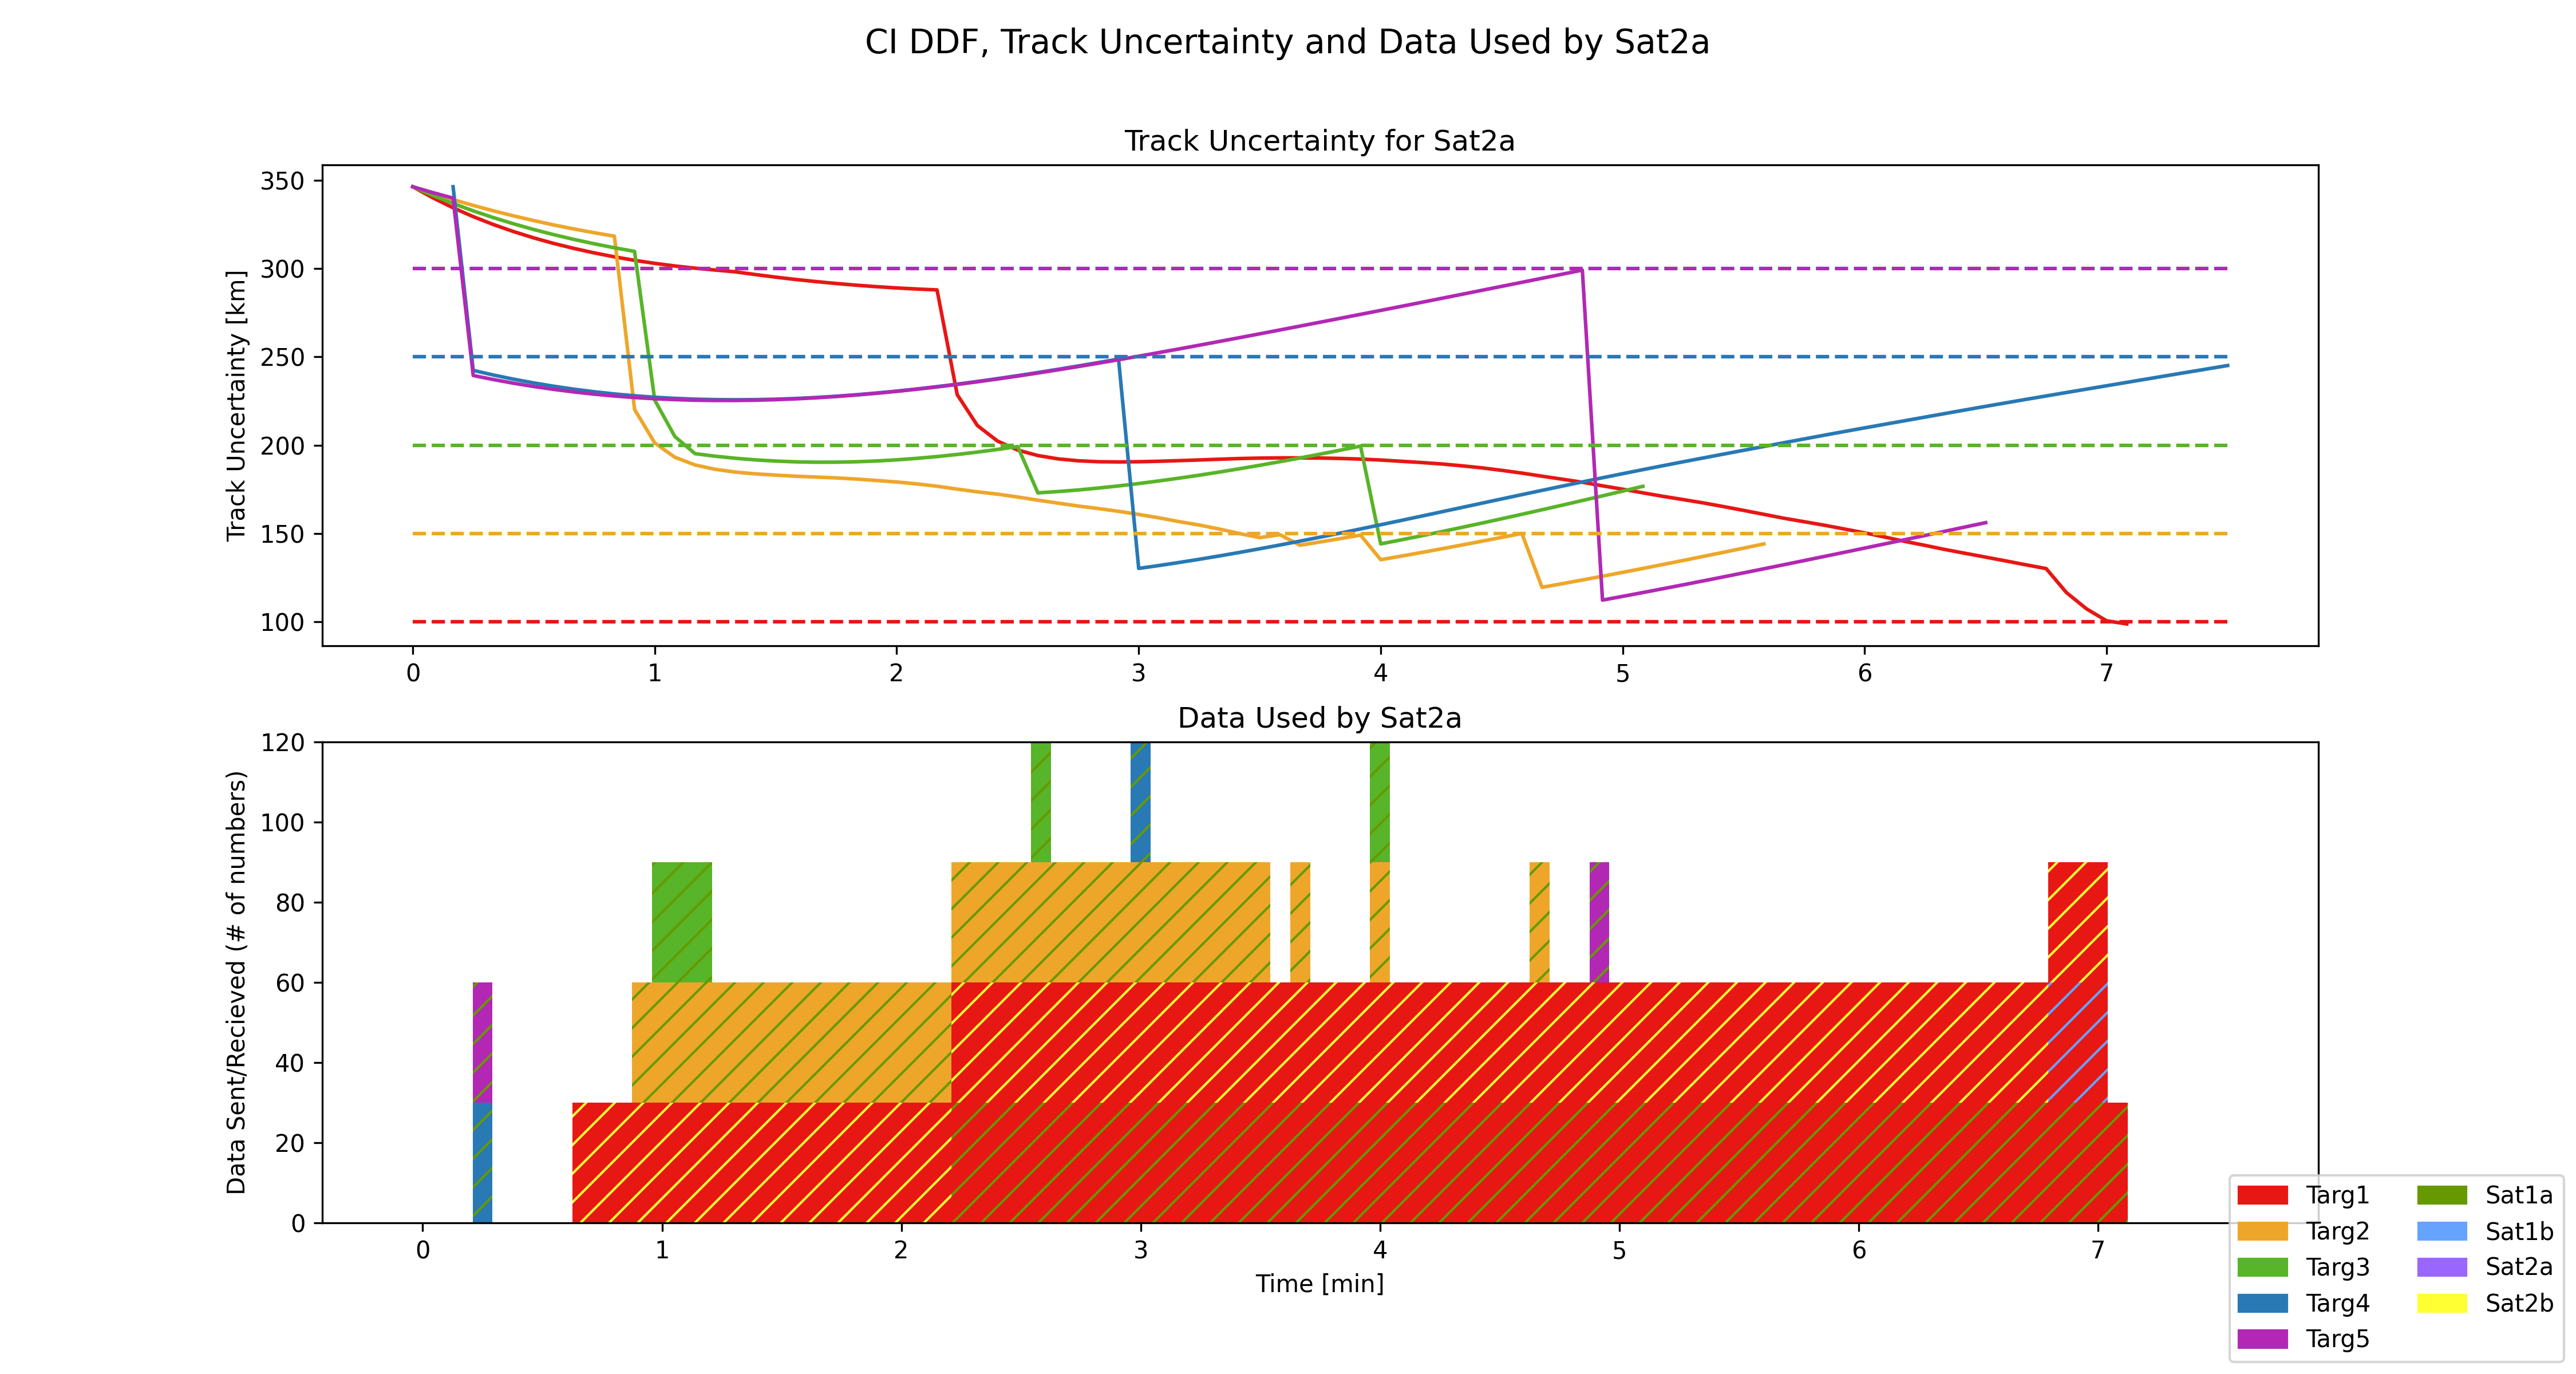 CI DDF, Track Uncertainty and Data Used by Sat2a
Track Uncertainty for Sat2a
Track Uncertainty [km]
350
300
250
200
150
100
0 1 2 3 4 5 6 7
Data Used by Sat2a
Data Sent/Recieved (# of numbers)
120
100
80
60
40
20
0
0 1 2 3 4 5 6 7
Time [min]
Targ1
Targ2
Targ3
Targ4
Targ5
Sat1a
Sat1b
Sat2a
Sat2b